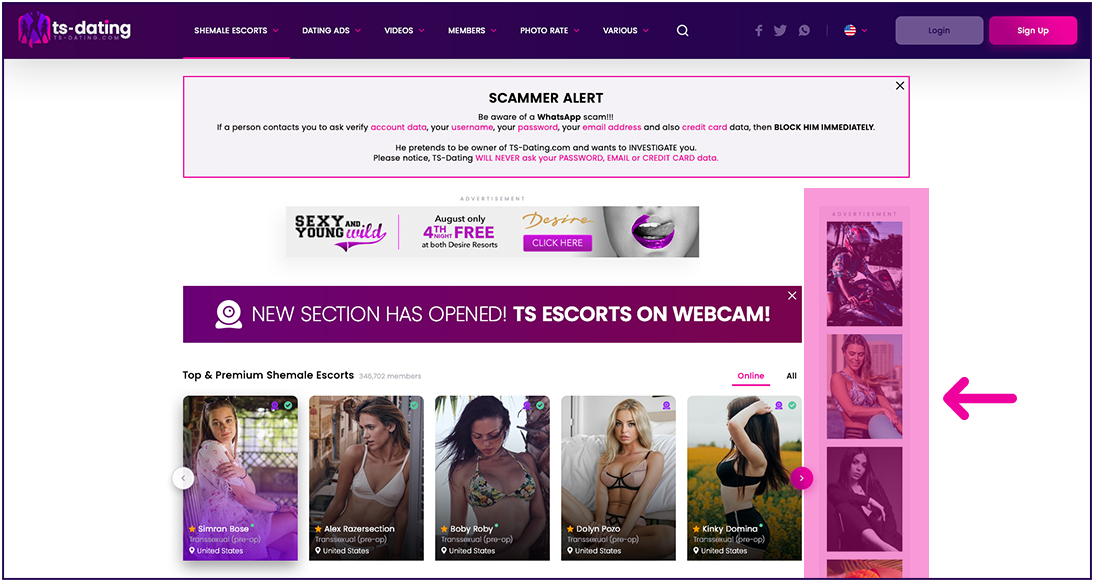 ts-dating
TS-DATING.COM
SHEMALE ESCORTS
DATING ADS
VIDEOS
MEMBERS
PHOTO RATE
VARIOUS
Login
Sign Up
SCAMMER ALERT
Be aware of a WhatsApp scam!!!
If a person contacts you to ask verify account data, your username, your password, your email address and also credit card data, then BLOCK HIM IMMEDIATELY.
He pretends to be owner of TS-Dating.com and wants to INVESTIGATE you.
Please notice, TS-Dating WILL NEVER ask your PASSWORD, EMAIL or CREDIT CARD data.
ADVERTISEMENT
SEXY AND
YOUNG wild
August only
4TH NIGHT FREE
at both Desire Resorts
Desire
CLICK HERE
ADVERTISEMENT
NEW SECTION HAS OPENED! TS ESCORTS ON WEBCAM!
Top & Premium Shemale Escorts 346,702 members
Online
All
Simran Bose
Transsexual (pre-op)
United States
Alex Razersection
Transsexual (pre-op)
United States
Boby Roby
Transsexual (pre-op)
United States
Dolyn Pozo
Transsexual (pre-op)
United States
Kinky Domina
Transsexual (pre-op)
United States